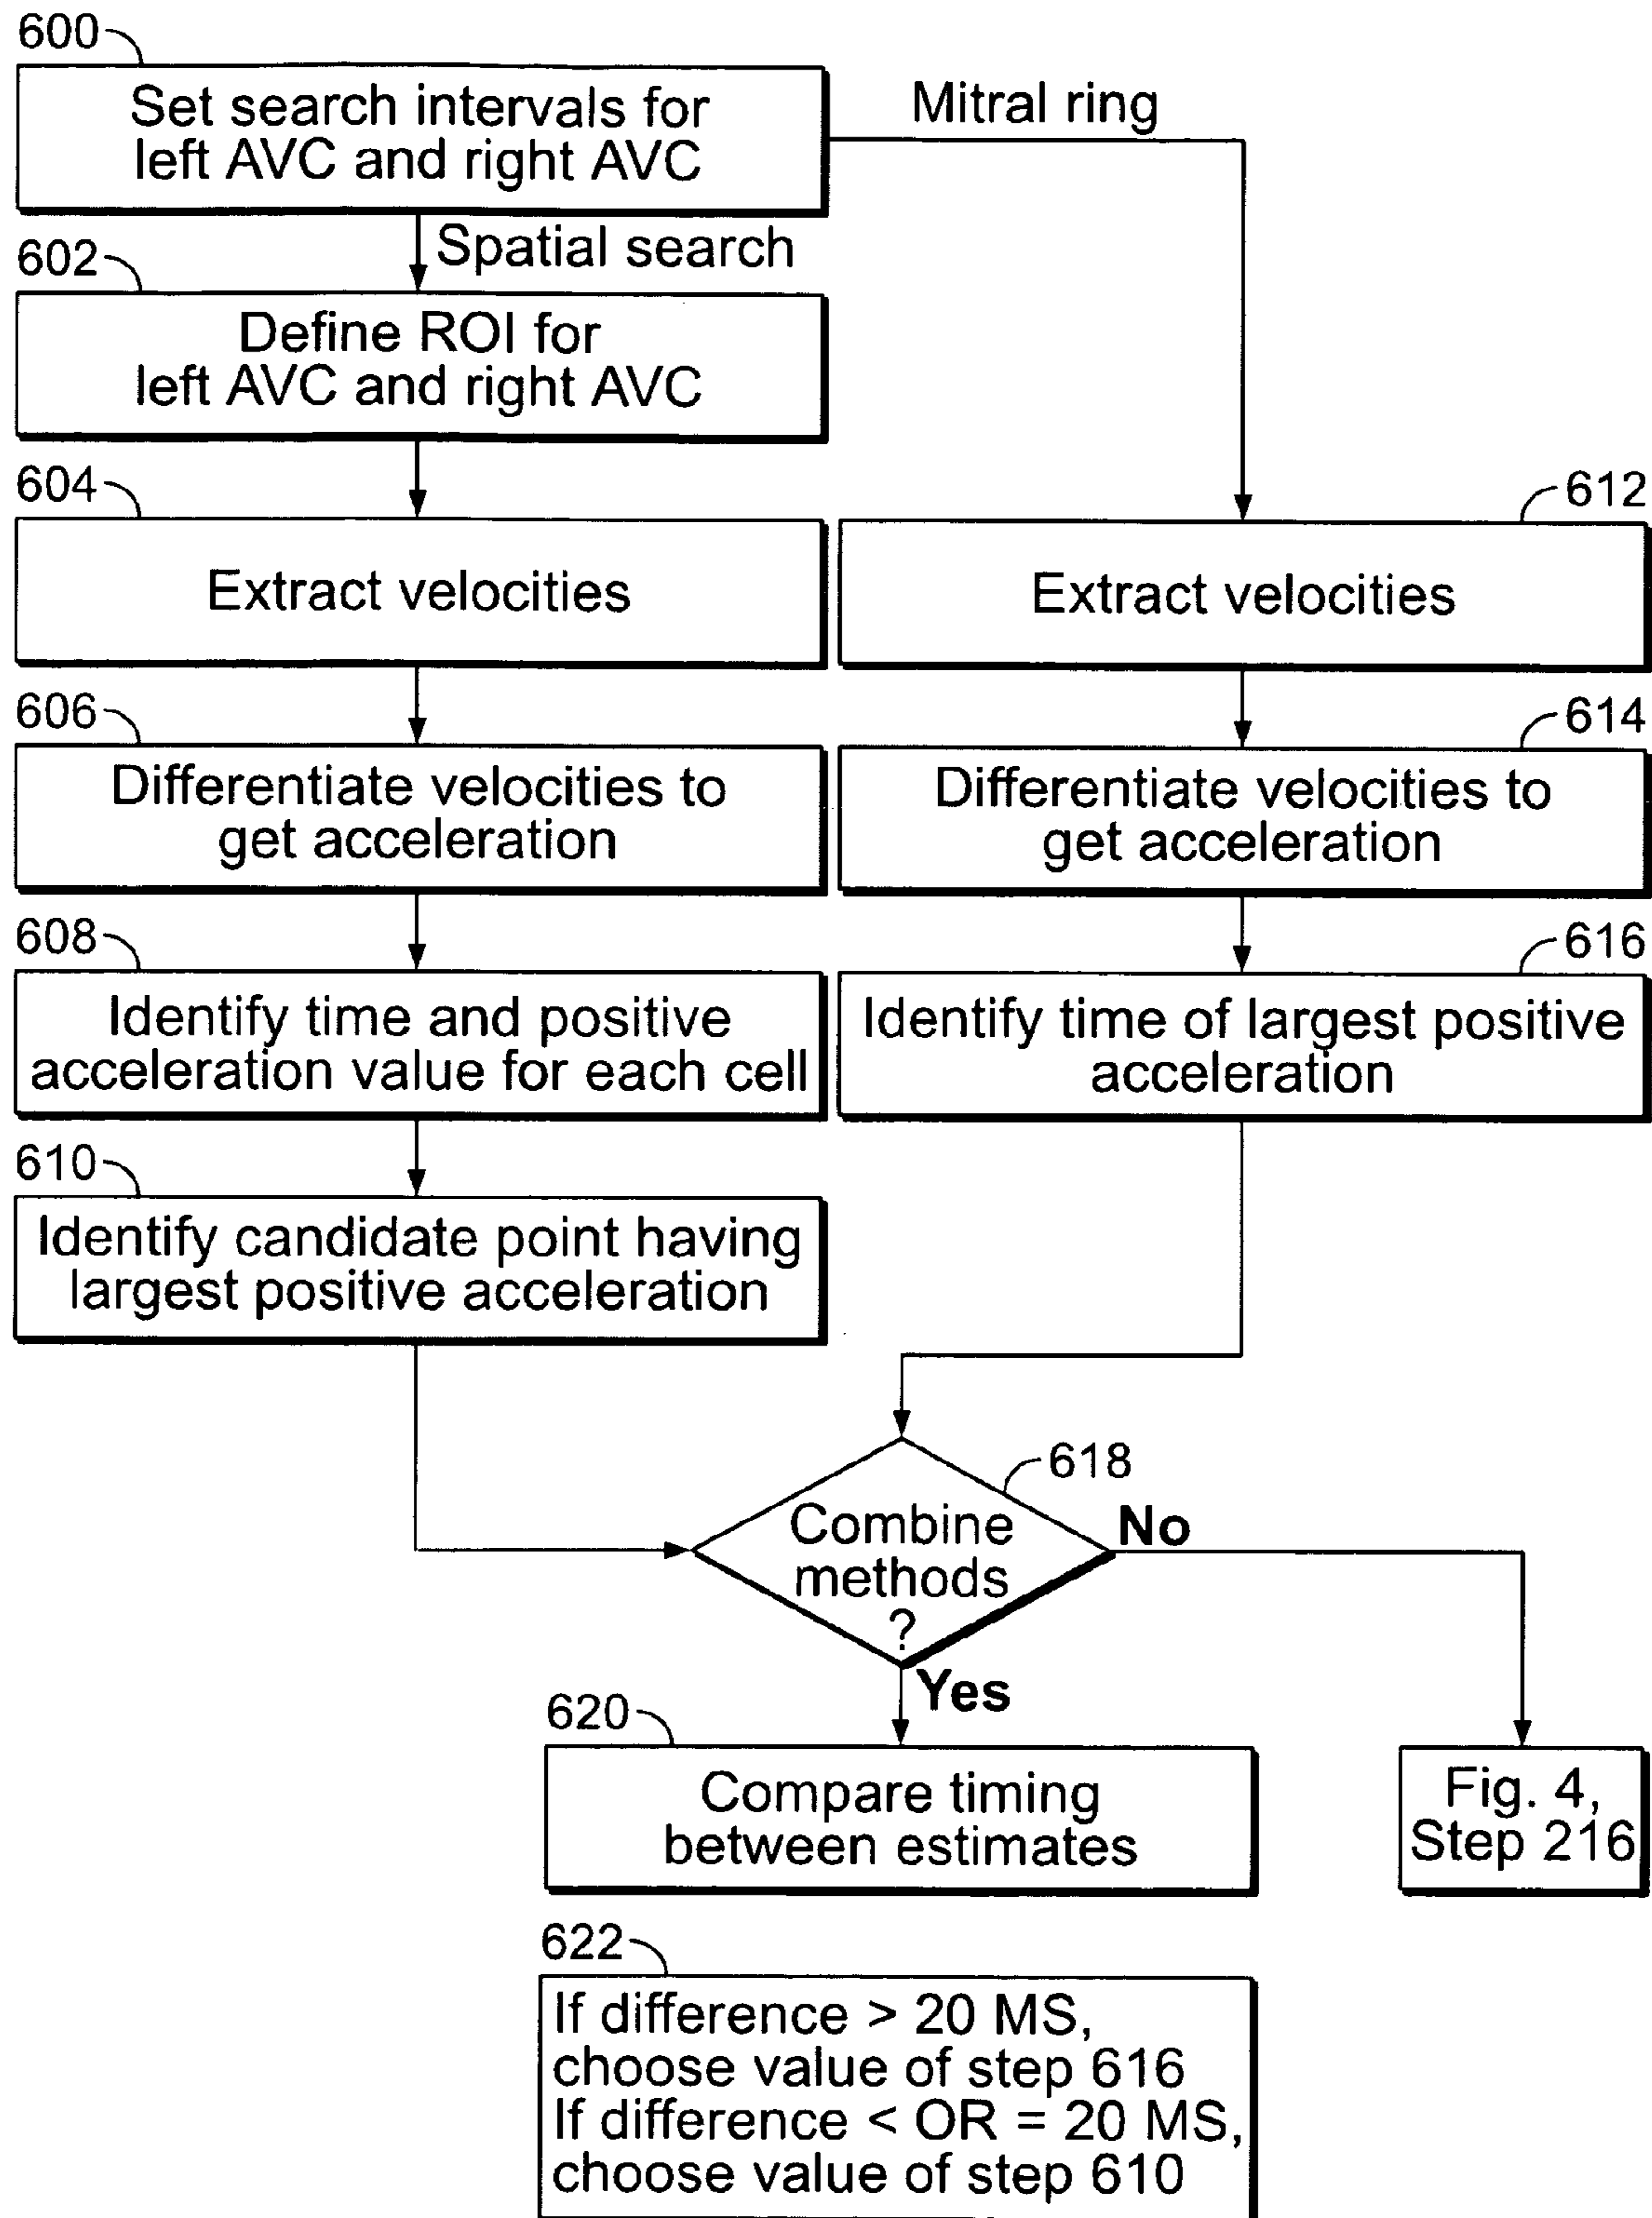 600
Set search intervals for
left AVC and right AVC
Mitral ring
Spatial search
602
Define ROI for
left AVC and right AVC
604
Extract velocities
612
Extract velocities
606
Differentiate velocities to
get acceleration
614
Differentiate velocities to
get acceleration
608
Identify time and positive
acceleration value for each cell
616
Identify time of largest positive
acceleration
610
Identify candidate point having
largest positive acceleration
618
Combine
methods
?
No
Yes
620
Compare timing
between estimates
Fig. 4,
Step 216
622
If difference > 20 MS,
choose value of step 616
If difference < OR = 20 MS,
choose value of step 610